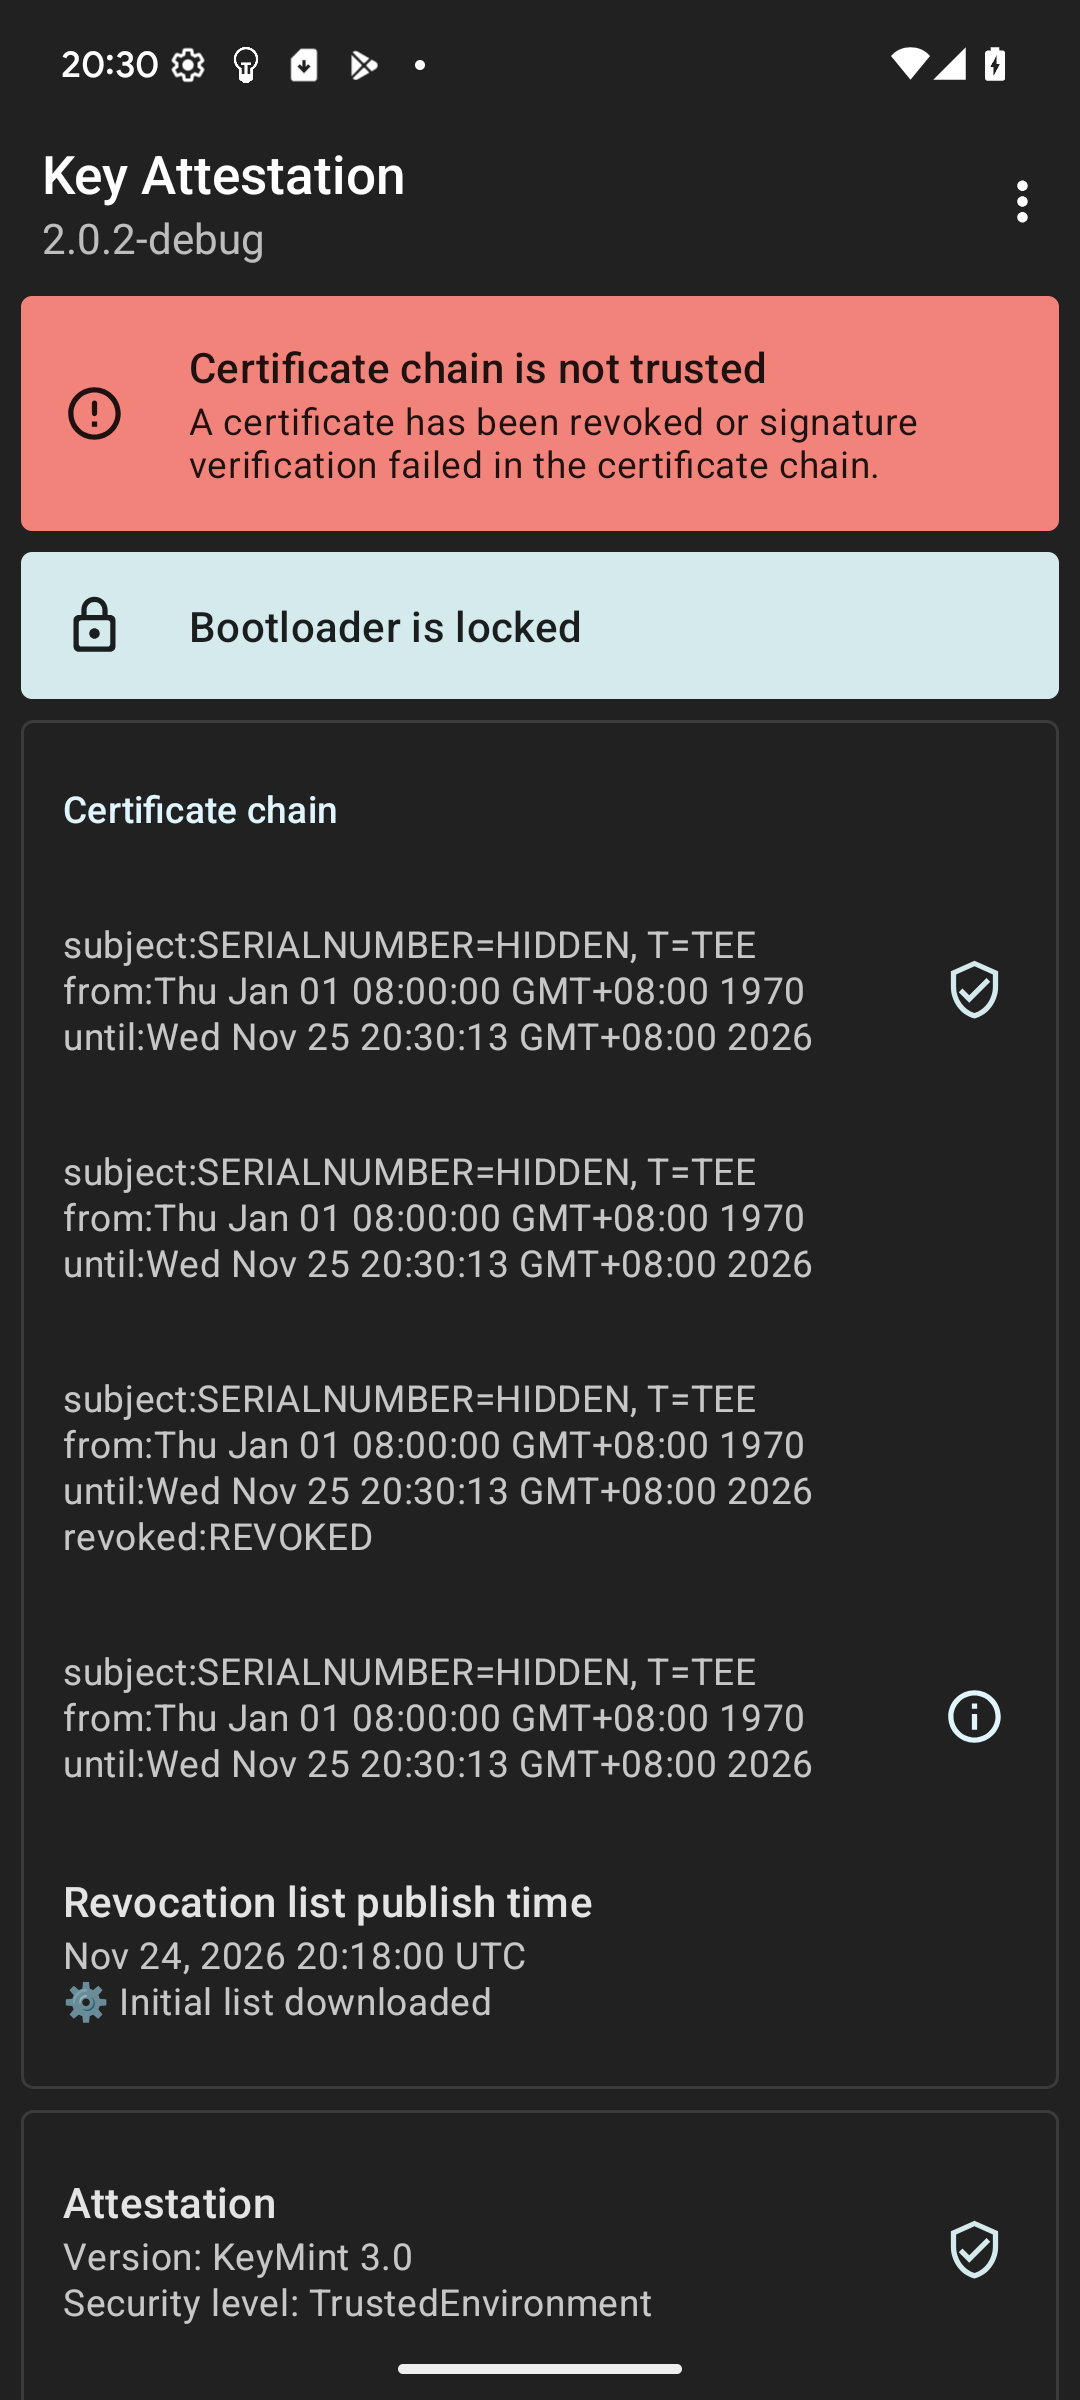 20:30
Key Attestation
2.0.2-debug
Certificate chain is not trusted
A certificate has been revoked or signature
verification failed in the certificate chain.
Bootloader is locked
Certificate chain
subject:SERIALNUMBER=HIDDEN, T=TEE
from:Thu Jan 01 08:00:00 GMT+08:00 1970
until:Wed Nov 25 20:30:13 GMT+08:00 2026
subject:SERIALNUMBER=HIDDEN, T=TEE
from:Thu Jan 01 08:00:00 GMT+08:00 1970
until:Wed Nov 25 20:30:13 GMT+08:00 2026
subject:SERIALNUMBER=HIDDEN, T=TEE
from:Thu Jan 01 08:00:00 GMT+08:00 1970
until:Wed Nov 25 20:30:13 GMT+08:00 2026
revoked:REVOKED
subject:SERIALNUMBER=HIDDEN, T=TEE
from:Thu Jan 01 08:00:00 GMT+08:00 1970
until:Wed Nov 25 20:30:13 GMT+08:00 2026
Revocation list publish time
Nov 24, 2026 20:18:00 UTC
⚙️ Initial list downloaded
Attestation
Version: KeyMint 3.0
Security level: TrustedEnvironment